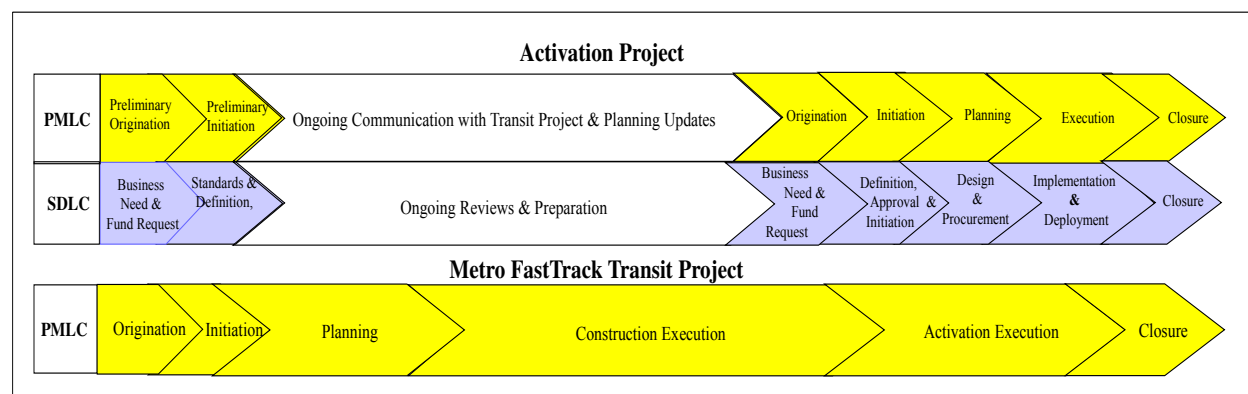 Activation Project
PMLC
Preliminary
Origination
Preliminary
Initiation
Ongoing Communication with Transit Project & Planning Updates
Origination
Initiation
Planning
Execution
Closure
SDLC
Business
Need &
Fund Request
Standards &
Definition,
Ongoing Reviews & Preparation
Business
Need &
Fund
Request
Definition,
Approval &
Initiation
Design
&
Procurement
Implementation
&
Deployment
Closure
Metro FastTrack Transit Project
PMLC
Origination
Initiation
Planning
Construction Execution
Activation Execution
Closure